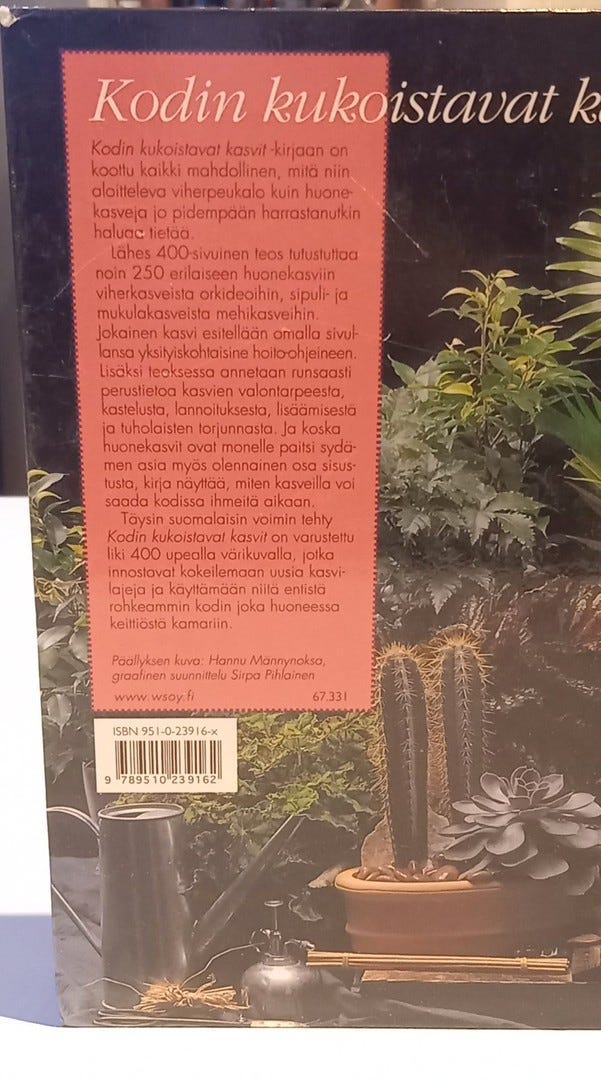 Kodin kukoistavat k
Kodin kukoistavat kasvit -kirjaan on
koottu kaikki mahdollinen, mitä niin
aloitteleva viherpeukalo kuin huone-
kasveja jo pidempään harrastanutkin
haluaa tietää.
Lähes 400-sivuinen teos tutustuttaa
noin 250 erilaiseen huonekasviin
viherkasveista orkideoihin, sipuli- ja
mukulakasveista mehikasveihin.
Jokainen kasvi esitellään omalla sivul-
lansa yksityiskohtaisine hoito-ohjeineen.
Lisäksi teoksessa annetaan runsaasti
perustietoa kasvien valontarpeesta,
kastelusta, lannoituksesta, lisäämisestä
ja tuholaisten torjunnasta. Ja koska
huonekasvit ovat monelle paitsi sydä-
men asia myös olennainen osa sisus-
tusta, kirja näyttää, miten kasveilla voi
saada kodissa ihmeitä aikaan.
Täysin suomalaisin voimin tehty
Kodin kukoistavat kasvit on varustettu
liki 400 upealla värikuvalla, jotka
innostavat kokeilemaan uusia kasvi-
lajeja ja käyttämään niitä entistä
rohkeammin kodin joka huoneessa
keittiöstä kamariin.
Päällyksen kuva: Hannu Männynoksa,
graafinen suunnittelu Sirpa Pihlainen
www.wsoy.fi 67.331
ISBN 951-0-23916-x
9 789510 239162